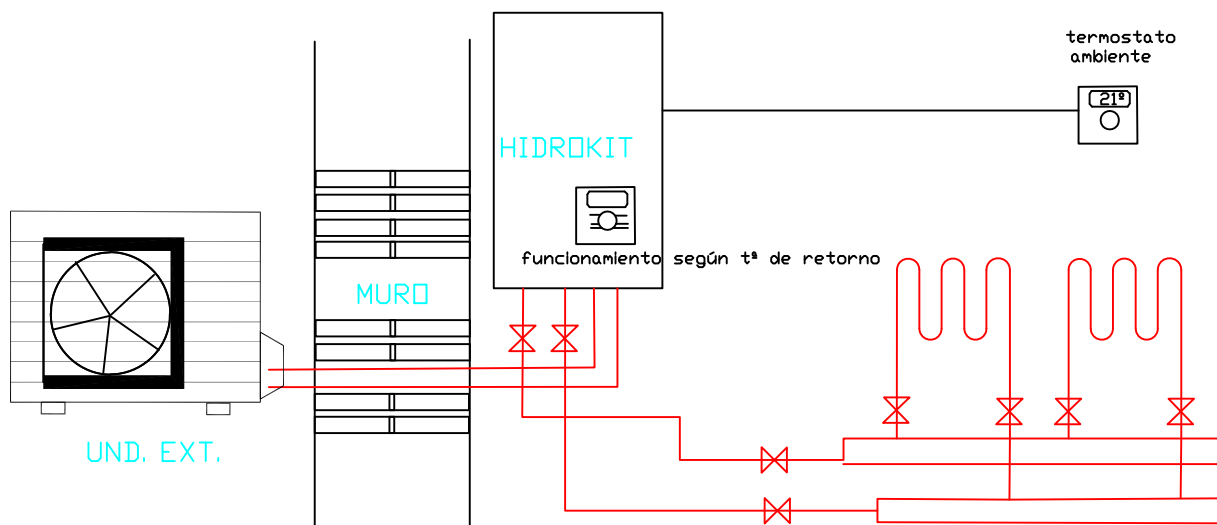 termostato
ambiente
21º
HIDROKIT
funcionamiento según tª de retorno
MURO
UND. EXT.